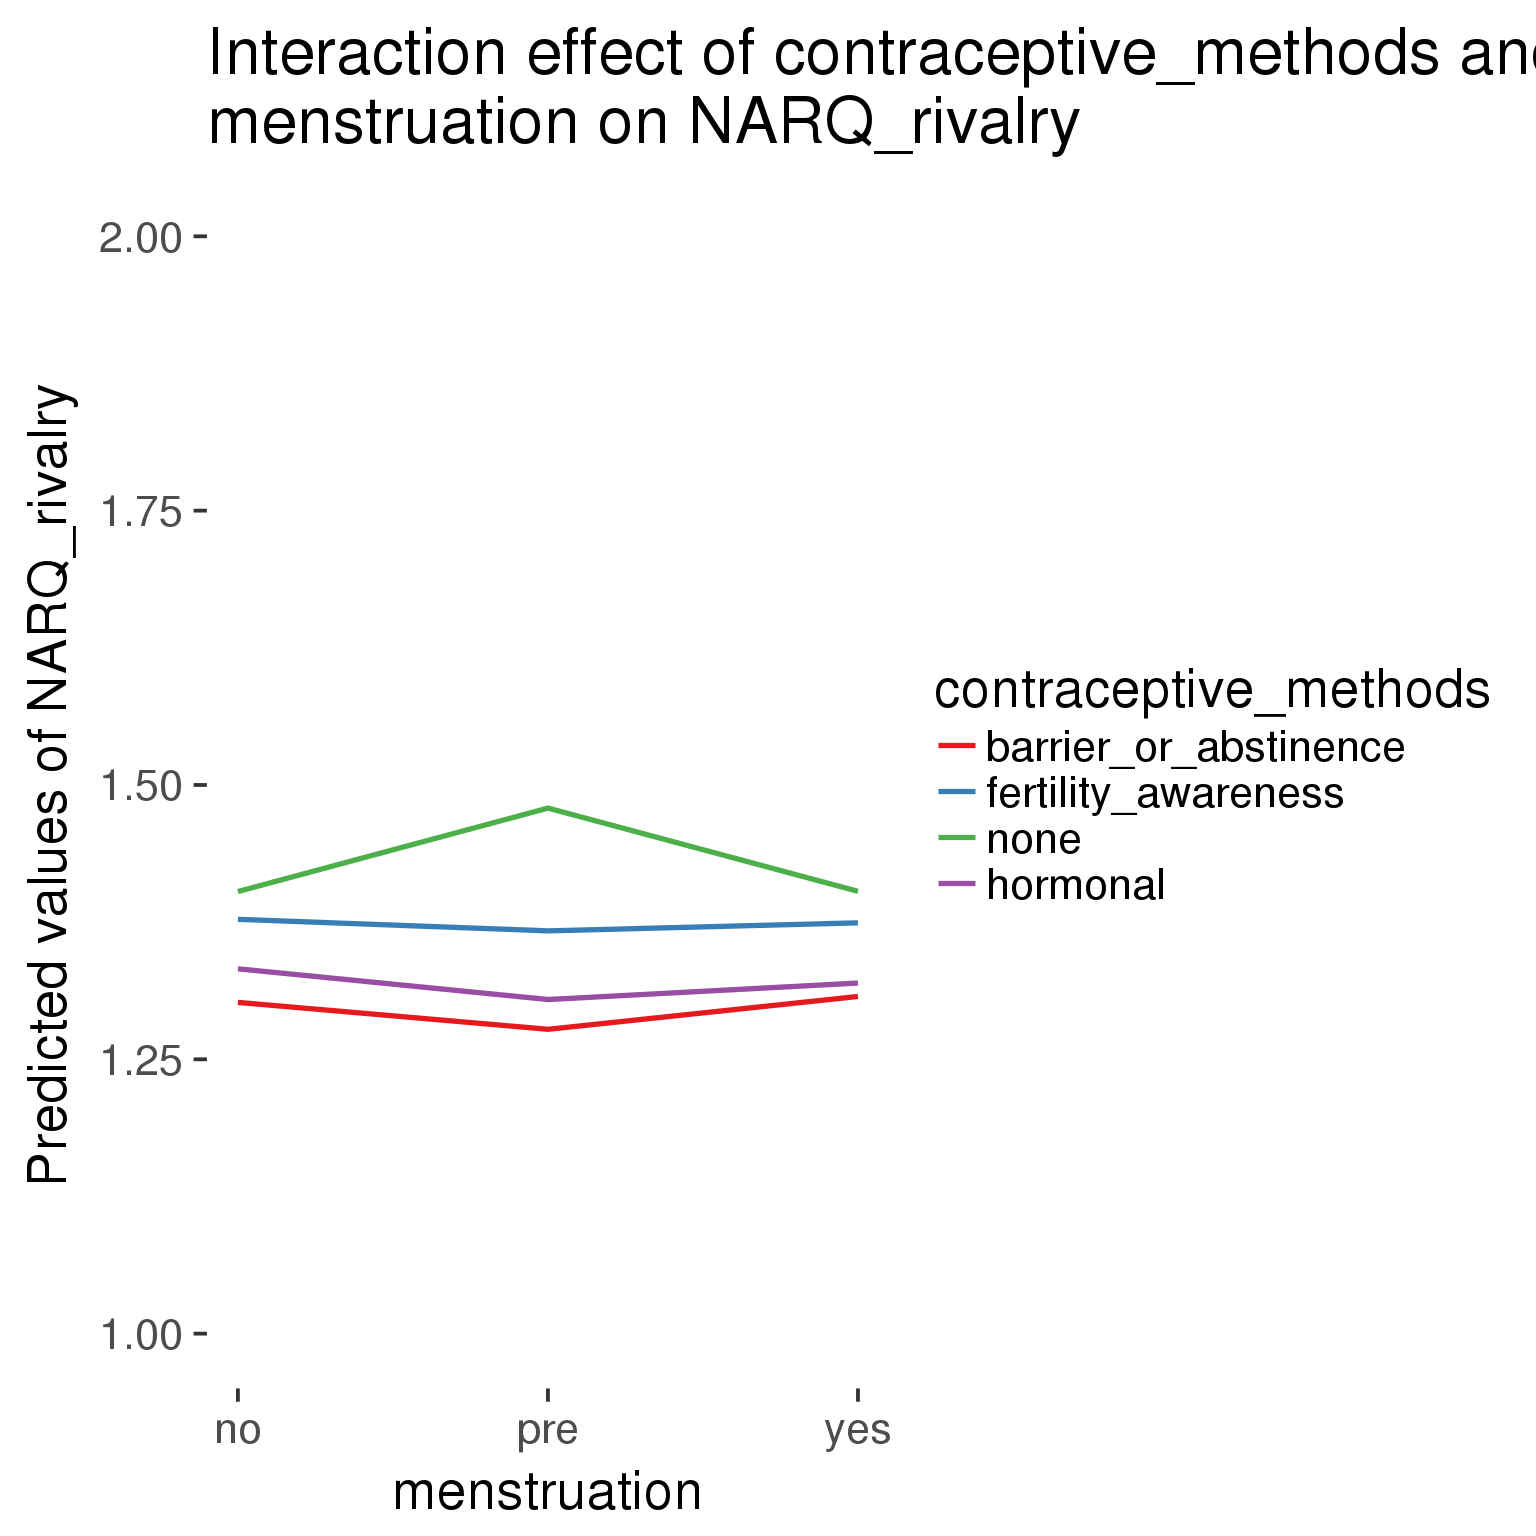 Interaction effect of contraceptive_methods an
menstruation on NARQ_rivalry
Predicted values of NARQ_rivalry
2.00
1.75
1.50
1.25
1.00
no
pre
yes
menstruation
contraceptive_methods
barrier_or_abstinence
fertility_awareness
none
hormonal